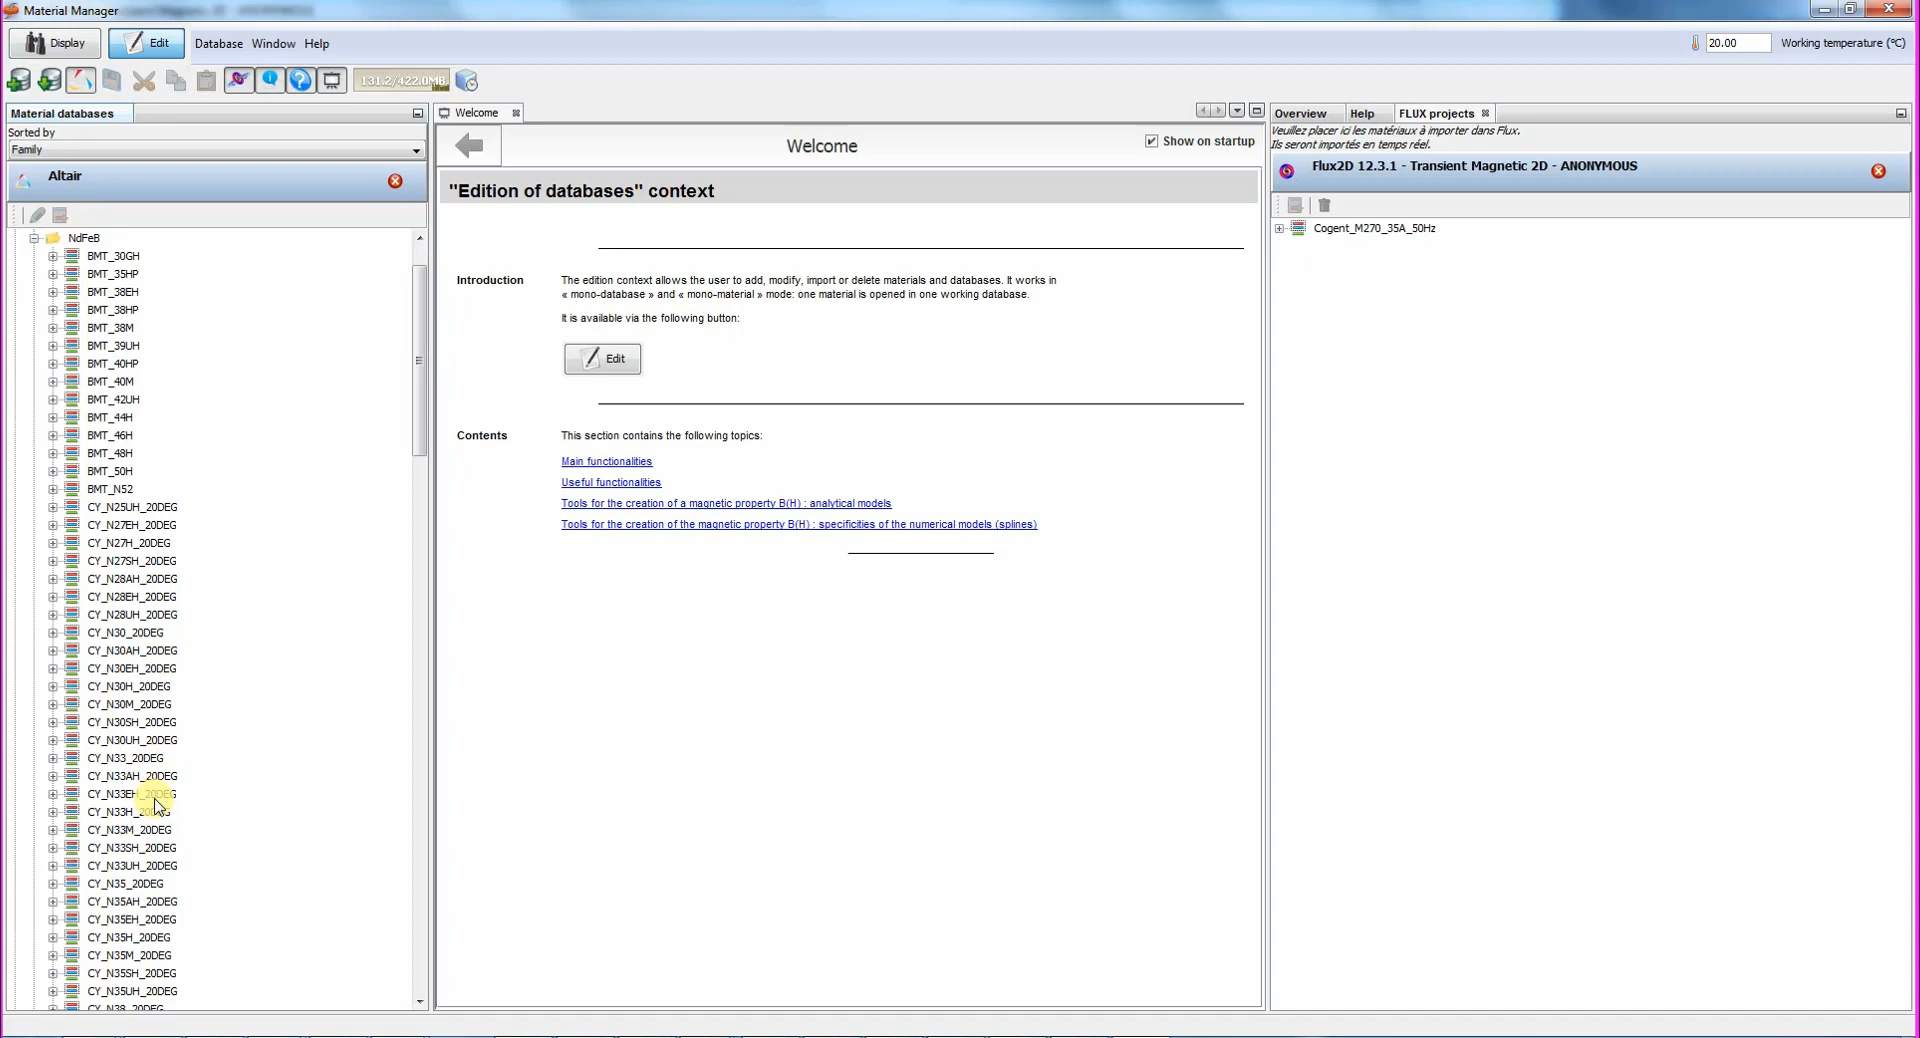 Material Manager
Display
Edit
Database
Window
Help
20.00
Working temperature (°C)
131.2/422.0MB
Material databases
Sorted by
Family
Altair
NdFeB
BMT_30GH
BMT_35HP
BMT_38EH
BMT_38HP
BMT_38M
BMT_39UH
BMT_40HP
BMT_40M
BMT_42UH
BMT_44H
BMT_46H
BMT_48H
BMT_50H
BMT_N52
CY_N25UH_20DEG
CY_N27EH_20DEG
CY_N27H_20DEG
CY_N27SH_20DEG
CY_N28AH_20DEG
CY_N28EH_20DEG
CY_N28UH_20DEG
CY_N30_20DEG
CY_N30AH_20DEG
CY_N30EH_20DEG
CY_N30H_20DEG
CY_N30M_20DEG
CY_N30SH_20DEG
CY_N30UH_20DEG
CY_N33_20DEG
CY_N33AH_20DEG
CY_N33EH_20DEG
CY_N33H_20DEG
CY_N33M_20DEG
CY_N33SH_20DEG
CY_N33UH_20DEG
CY_N35_20DEG
CY_N35AH_20DEG
CY_N35EH_20DEG
CY_N35H_20DEG
CY_N35M_20DEG
CY_N35SH_20DEG
CY_N35UH_20DEG
CY_N38_20DEG
Welcome
Welcome
Show on startup
"Edition of databases" context
Introduction
The edition context allows the user to add, modify, import or delete materials and databases. It works in
« mono-database » and « mono-material » mode: one material is opened in one working database.
It is available via the following button:
Edit
Contents
This section contains the following topics:
Main functionalities
Useful functionalities
Tools for the creation of a magnetic property B(H) : analytical models
Tools for the creation of the magnetic property B(H) : specificities of the numerical models (splines)
Overview
Help
FLUX projects
Veuillez placer ici les matériaux à importer dans Flux.
Ils seront importés en temps réel.
Flux2D 12.3.1 - Transient Magnetic 2D - ANONYMOUS
Cogent_M270_35A_50Hz